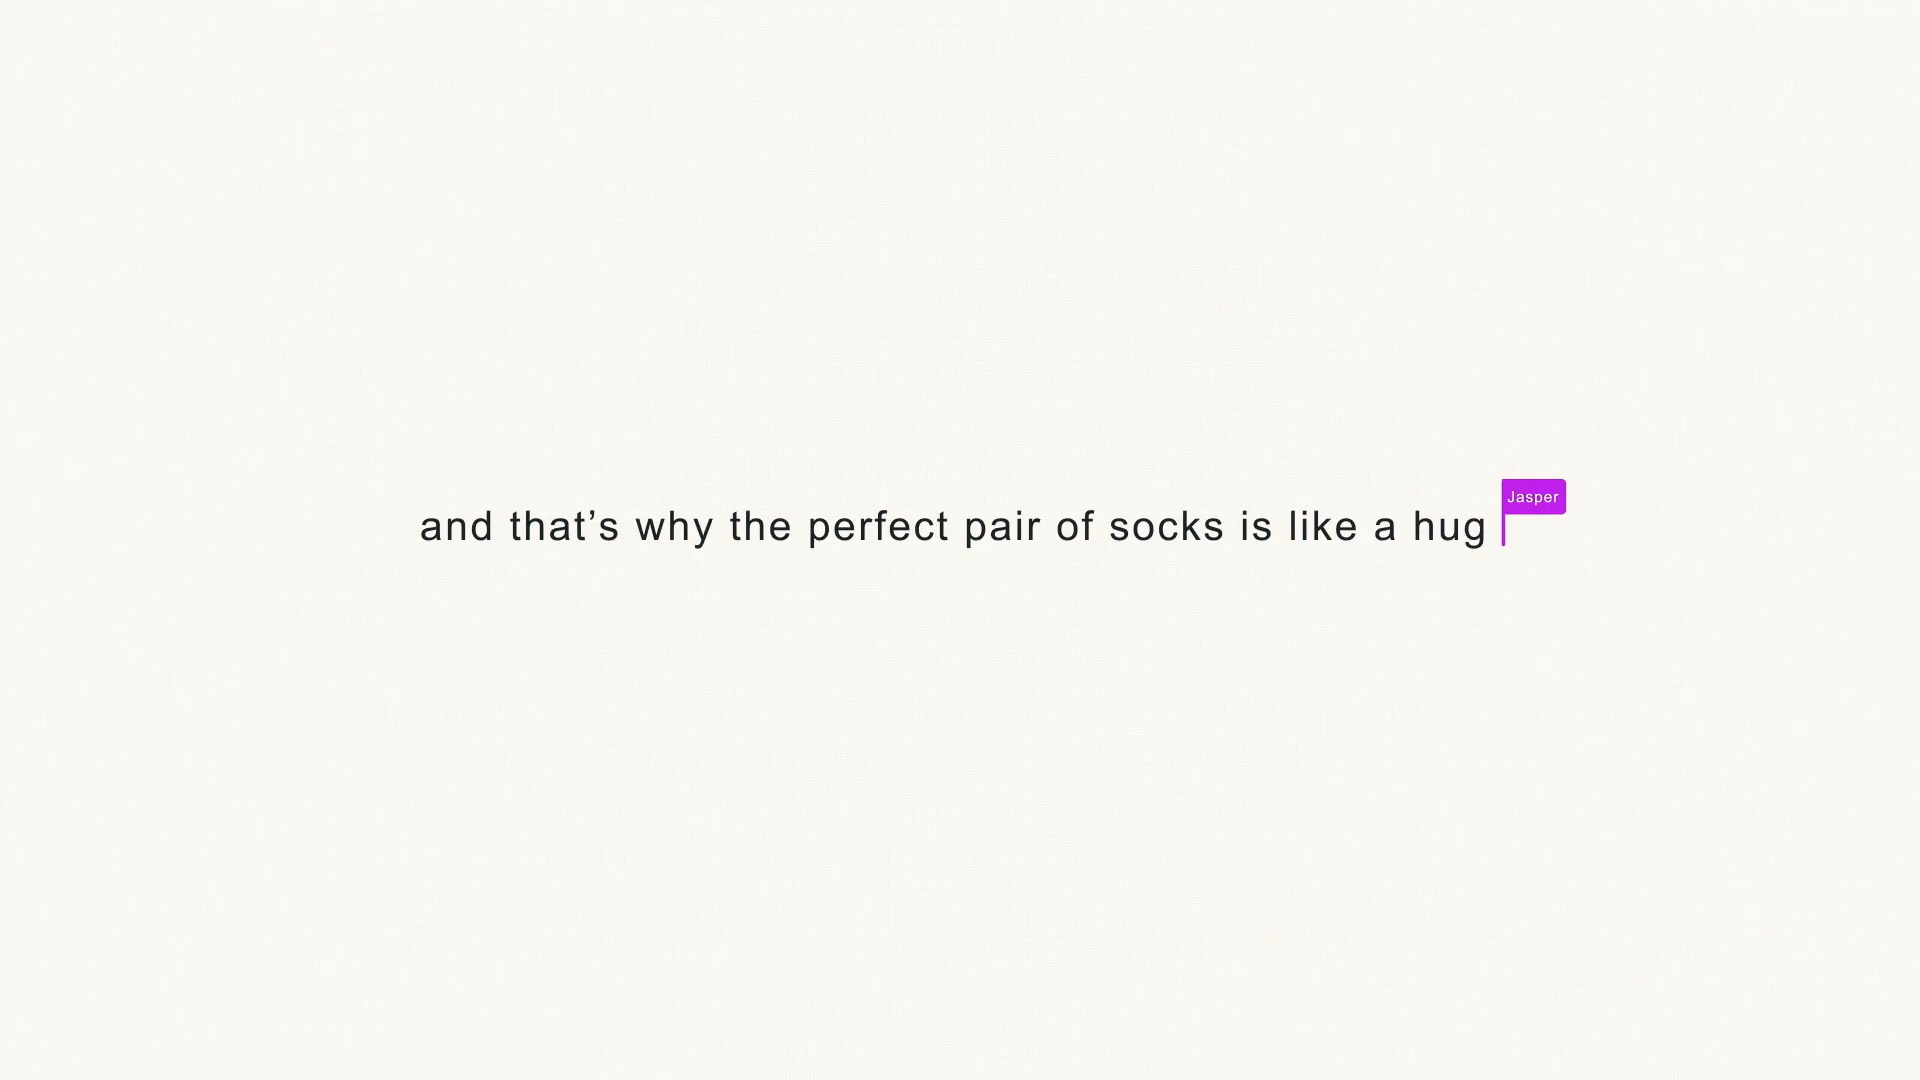 Jasper
and that’s why the perfect pair of socks is like a hug